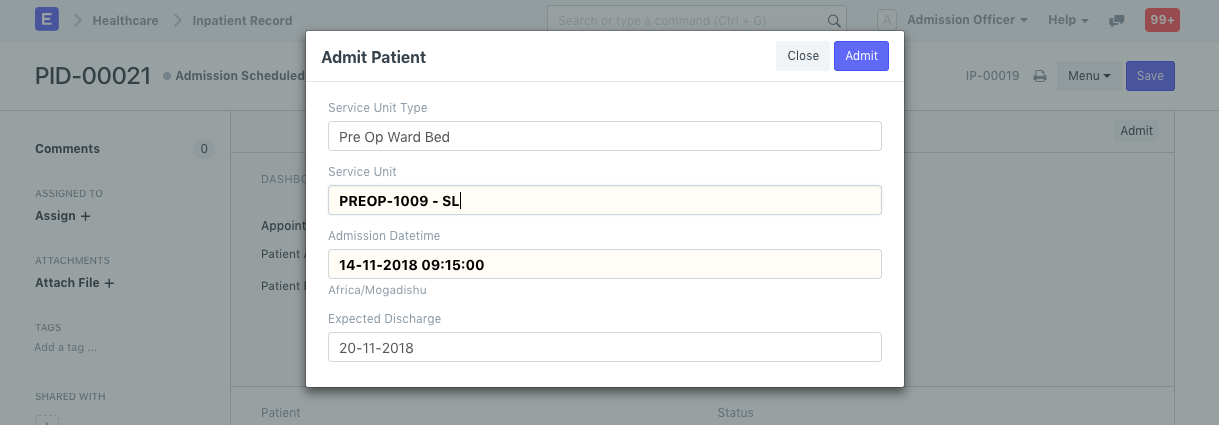 E Healthcare Inpatient Record Search or type a command (Ctrl + G) A Admission Officer Help 99+
PID-00021 Admission Scheduled IP-00019 Menu Save
Admit Patient Close Admit
Service Unit Type
Pre Op Ward Bed
Service Unit
PREOP-1009 - SL
Admission Datetime
14-11-2018 09:15:00
Africa/Mogadishu
Expected Discharge
20-11-2018
Comments 0
ASSIGNED TO
Assign +
ATTACHMENTS
Attach File +
TAGS
Add a tag ...
SHARED WITH
Admit
DASHBO
Appoint
Patient A
Patient
Patient Status